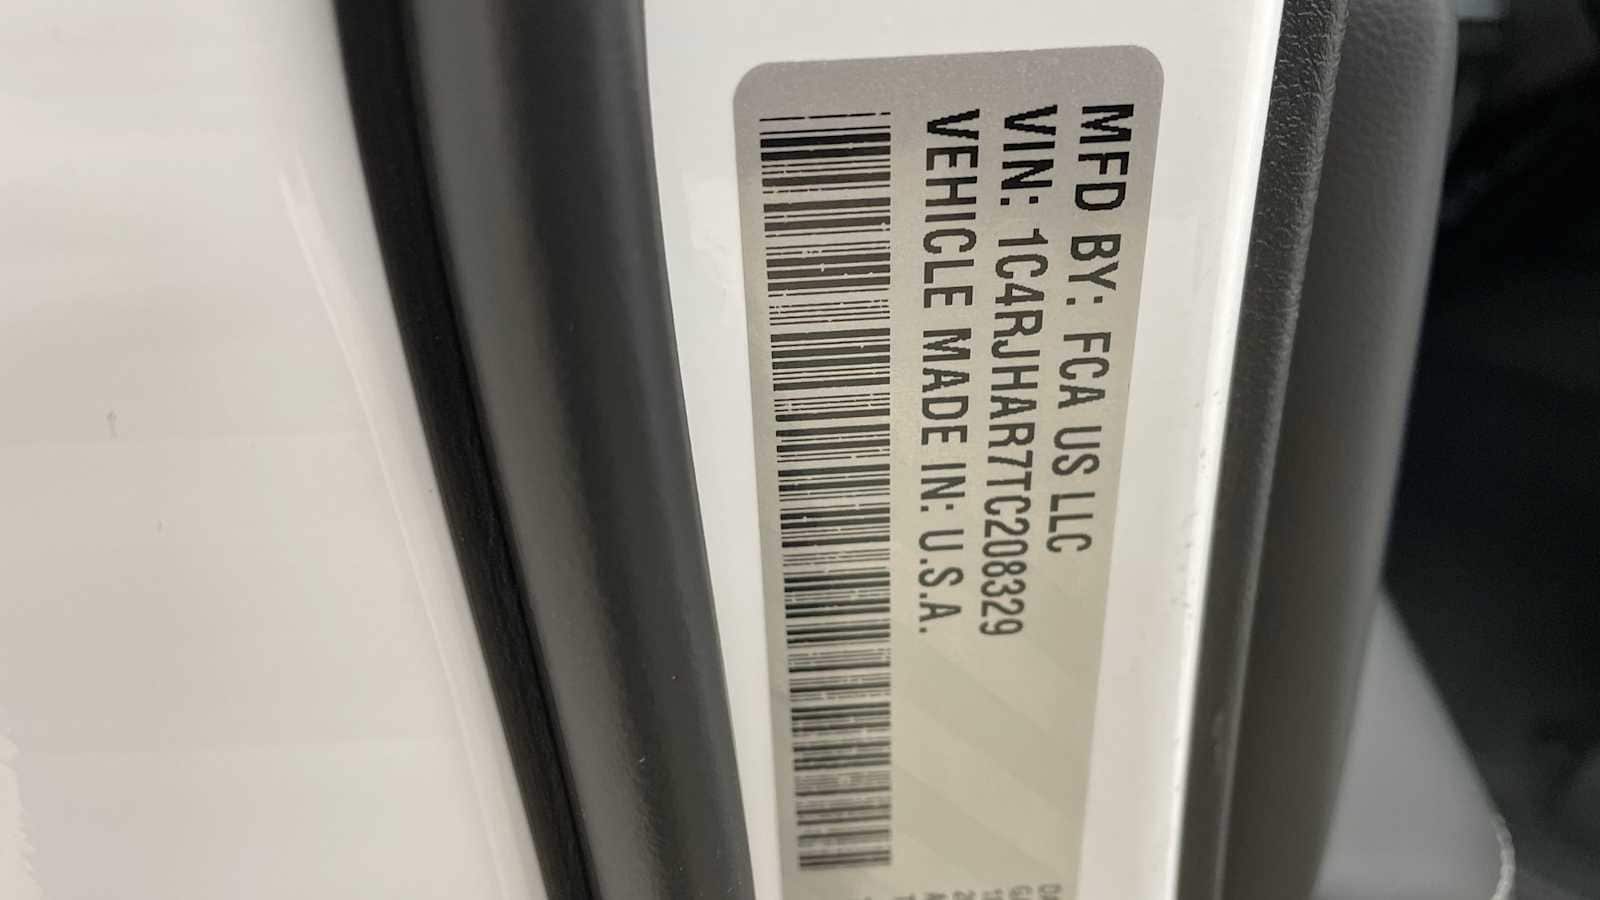 MFD BY: FCA US LLC
VIN: 1C4RJHAR7TC208329
VEHICLE MADE IN: U.S.A.